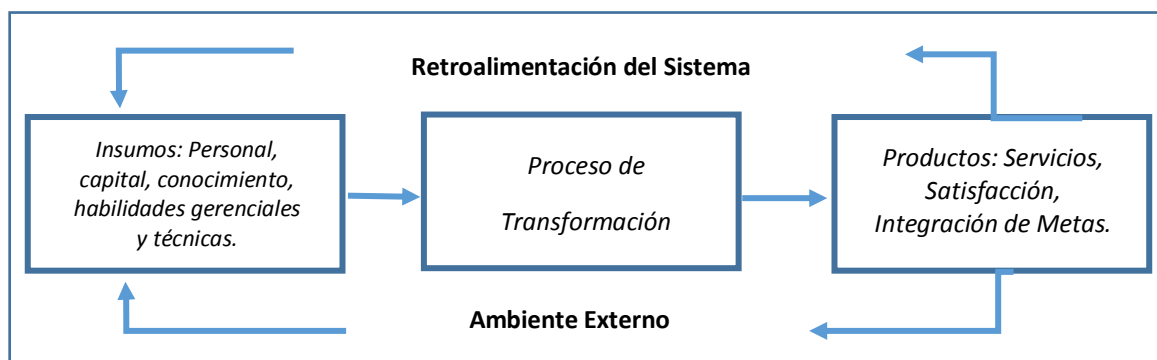 Retroalimentación del Sistema
Insumos: Personal,
capital, conocimiento,
habilidades gerenciales
y técnicas.
Proceso de
Transformación
Productos: Servicios,
Satisfacción,
Integración de Metas.
Ambiente Externo